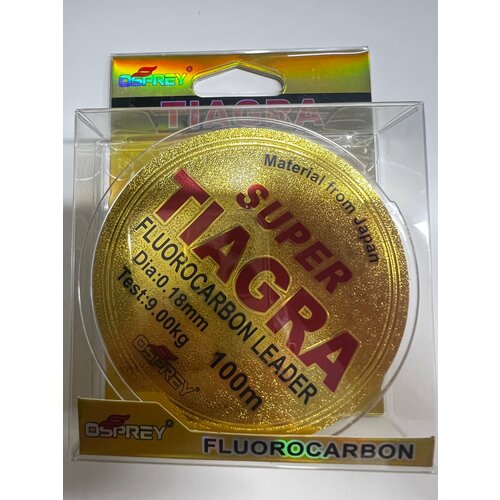 OSPREY®
TIAGRA
Material from Japan
SUPER
TIAGRA
FLUOROCARBON LEADER
Dia:0.18mm
Test:9.00kg
100m
OSPREY®
OSPREY®
FLUOROCARBON